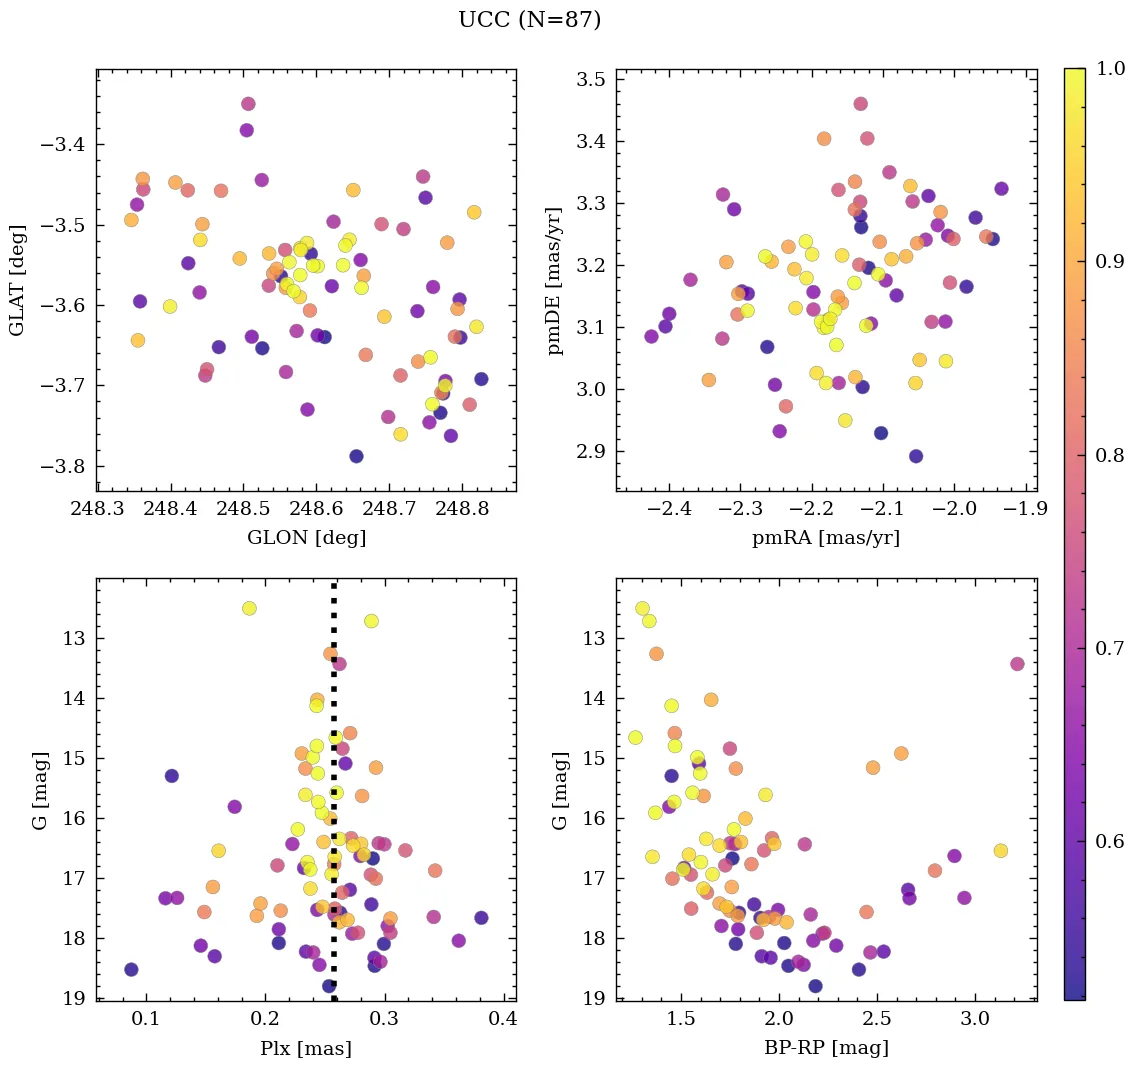 UCC (N=87)
−3.4
−3.5
−3.6
−3.7
−3.8
GLAT [deg]
248.3 248.4 248.5 248.6 248.7 248.8
GLON [deg]
3.5
3.4
3.3
3.2
3.1
3.0
2.9
pmDE [mas/yr]
−2.4 −2.3 −2.2 −2.1 −2.0 −1.9
pmRA [mas/yr]
13
14
15
16
17
18
19
G [mag]
0.1 0.2 0.3 0.4
Plx [mas]
13
14
15
16
17
18
19
G [mag]
1.5 2.0 2.5 3.0
BP-RP [mag]
1.0
0.9
0.8
0.7
0.6